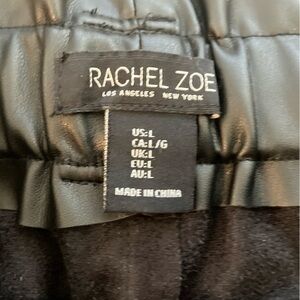 RACHEL ZOE
LOS ANGELES NEW YORK
US:L
CA:L/G
UK:L
EU:L
AU:L
MADE IN CHINA